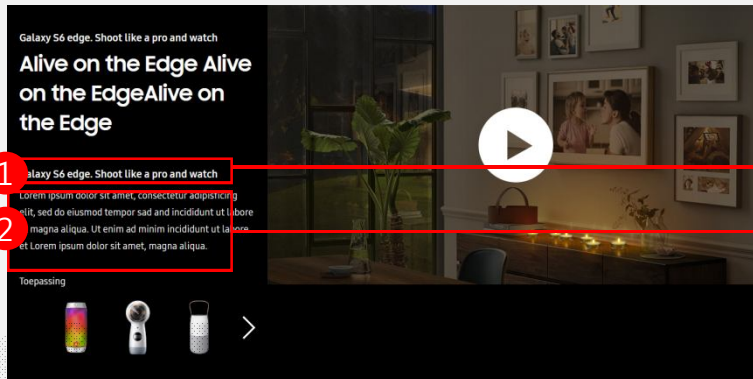 Galaxy S6 edge. Shoot like a pro and watch
Alive on the Edge Alive
on the EdgeAlive on
the Edge
1
Galaxy S6 edge. Shoot like a pro and watch
Lorem ipsum dolor sit amet, consectetur adipisficing
elit, sed do eiusmod tempor sad and incididunt ut labore
magna aliqua. Ut enim ad minim incididunt ut labore
2
et Lorem ipsum dolor sit amet, magna aliqua.
Toepassing